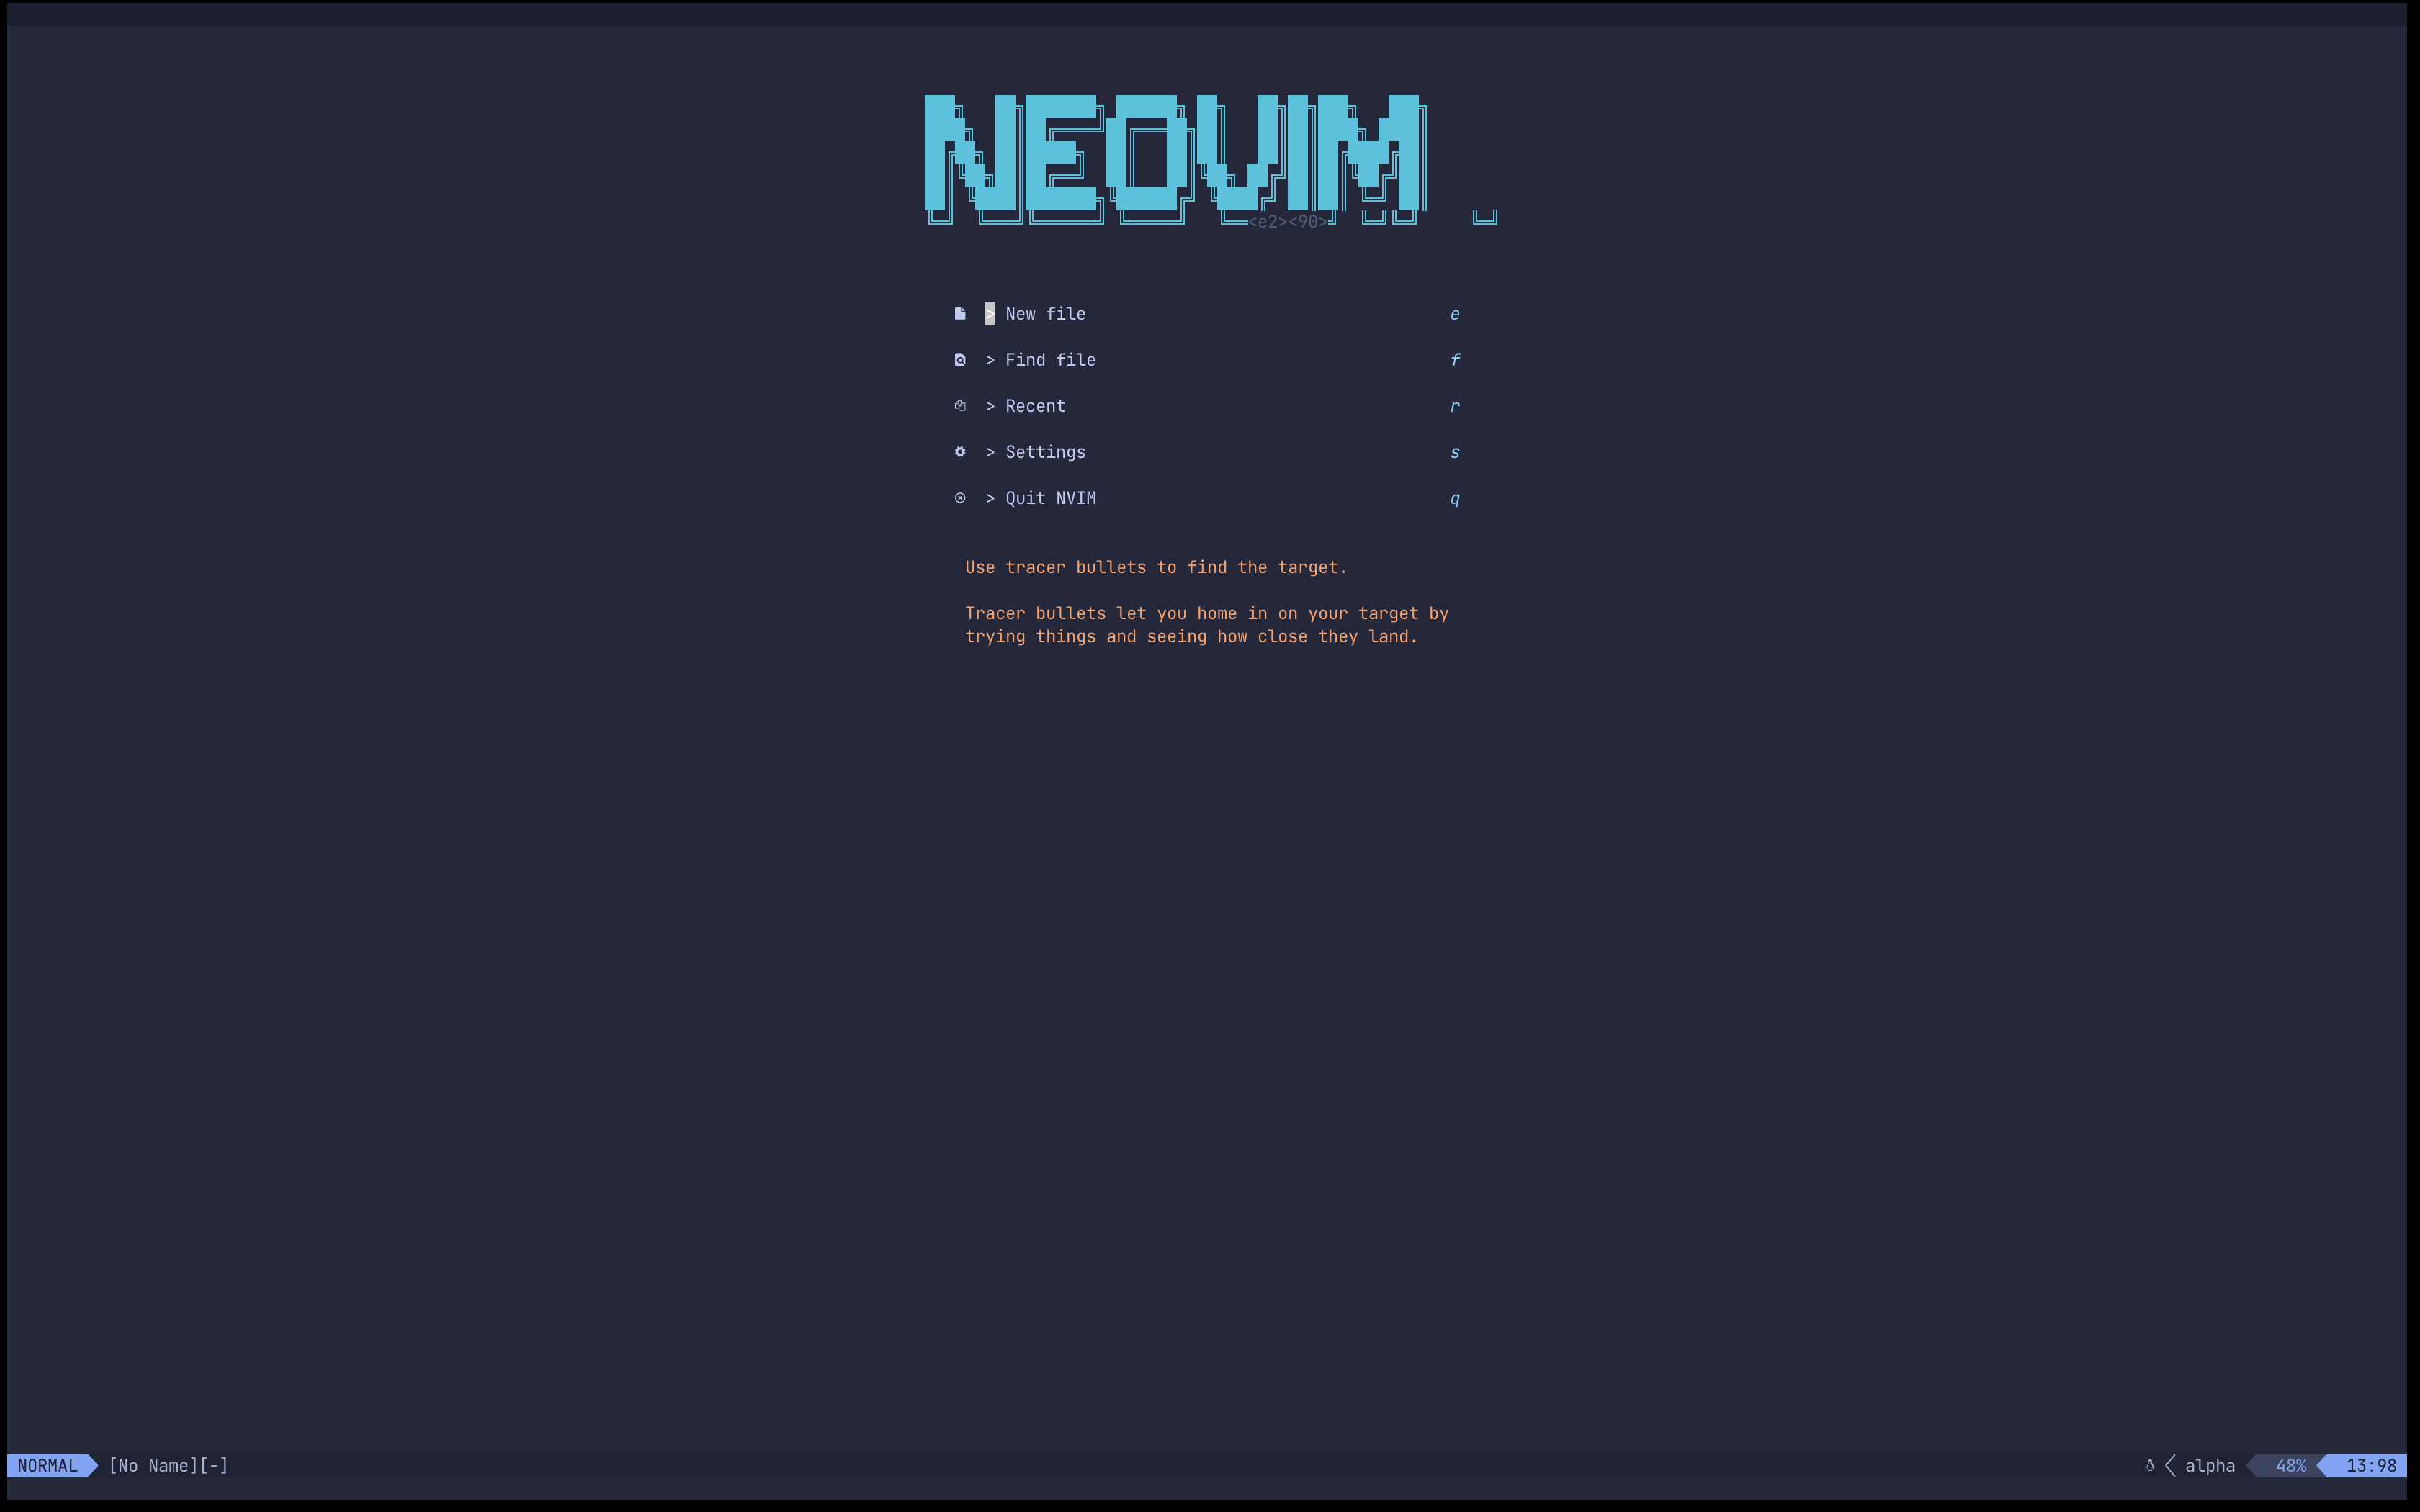 NEOVIM
<e2><90>
> New file e
> Find file f
> Recent r
> Settings s
> Quit NVIM q
Use tracer bullets to find the target.
Tracer bullets let you home in on your target by
trying things and seeing how close they land.
NORMAL [No Name][-] alpha 48% 13:98